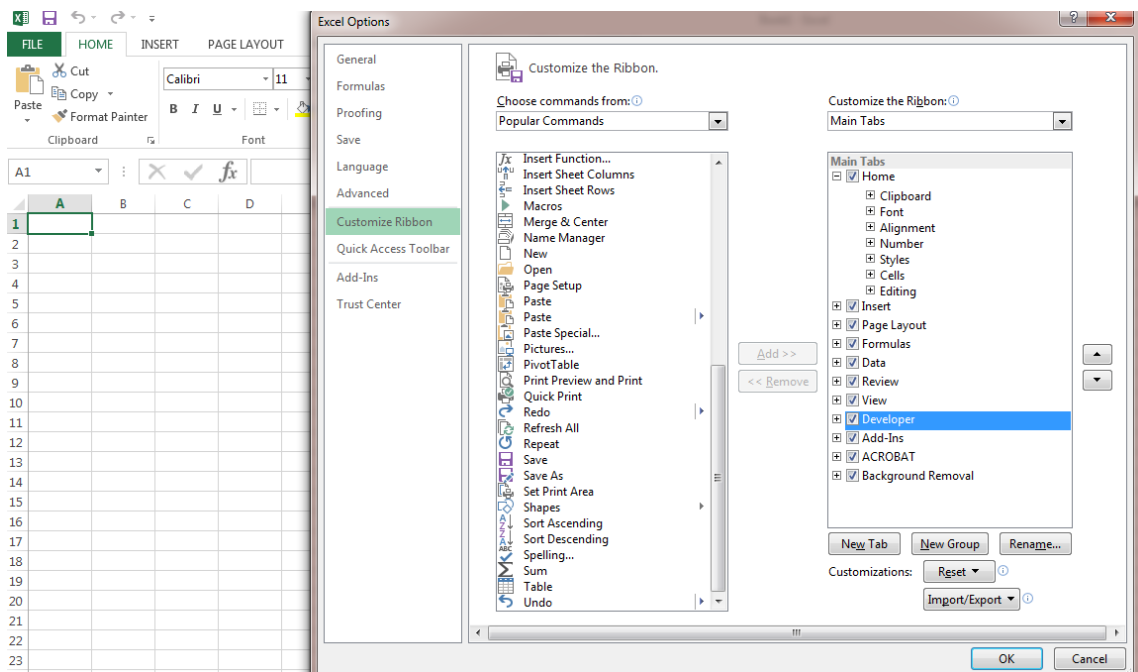 Excel Options
FILE HOME INSERT PAGE LAYOUT
Cut
Copy
Format Painter
Paste
Clipboard
Calibri 11
B I U
Font
A1
fx
A B C D
1
2
3
4
5
6
7
8
9
10
11
12
13
14
15
16
17
18
19
20
21
22
23
General
Formulas
Proofing
Save
Language
Advanced
Customize Ribbon
Quick Access Toolbar
Add-Ins
Trust Center
Customize the Ribbon.
Choose commands from:
Popular Commands
Insert Function...
Insert Sheet Columns
Insert Sheet Rows
Macros
Merge & Center
Name Manager
New
Open
Page Setup
Paste
Paste
Paste Special...
Pictures...
PivotTable
Print Preview and Print
Quick Print
Redo
Refresh All
Repeat
Save
Save As
Set Print Area
Shapes
Sort Ascending
Sort Descending
Spelling...
Sum
Table
Undo
Add >>
<< Remove
Customize the Ribbon:
Main Tabs
Main Tabs
Home
Clipboard
Font
Alignment
Number
Styles
Cells
Editing
Insert
Page Layout
Formulas
Data
Review
View
Developer
Add-Ins
ACROBAT
Background Removal
New Tab New Group Rename...
Customizations: Reset
Import/Export
OK Cancel